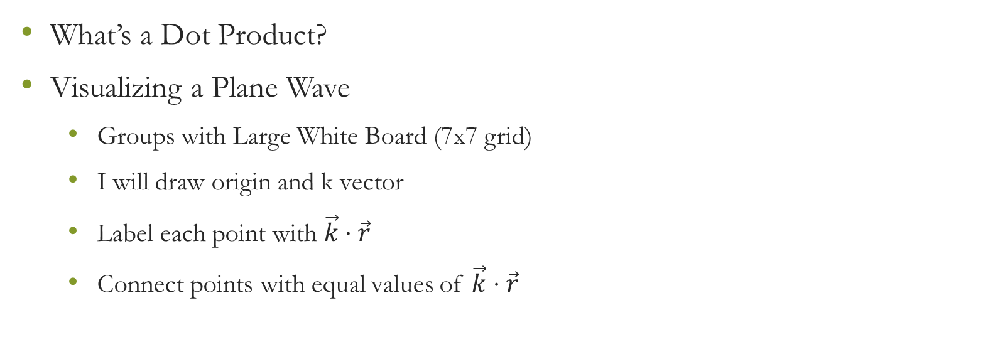 • What’s a Dot Product?
• Visualizing a Plane Wave
• Groups with Large White Board (7x7 grid)
• I will draw origin and k vector
• Label each point with $\vec{k} \cdot \vec{r}$
• Connect points with equal values of $\vec{k} \cdot \vec{r}$